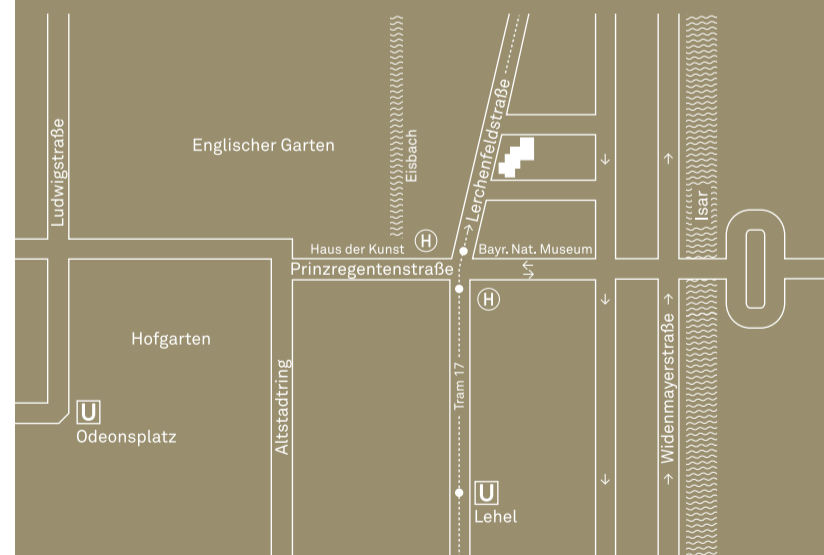 Englischer Garten
Eisbach
Ludwigstraße
Lerchenfeldstraße
Isar
Haus der Kunst
H
Bayr. Nat. Museum
Prinzregentenstraße
H
Hofgarten
Altstadtring
Tram 17
Widenmayerstraße
U
Odeonsplatz
U
Lehel